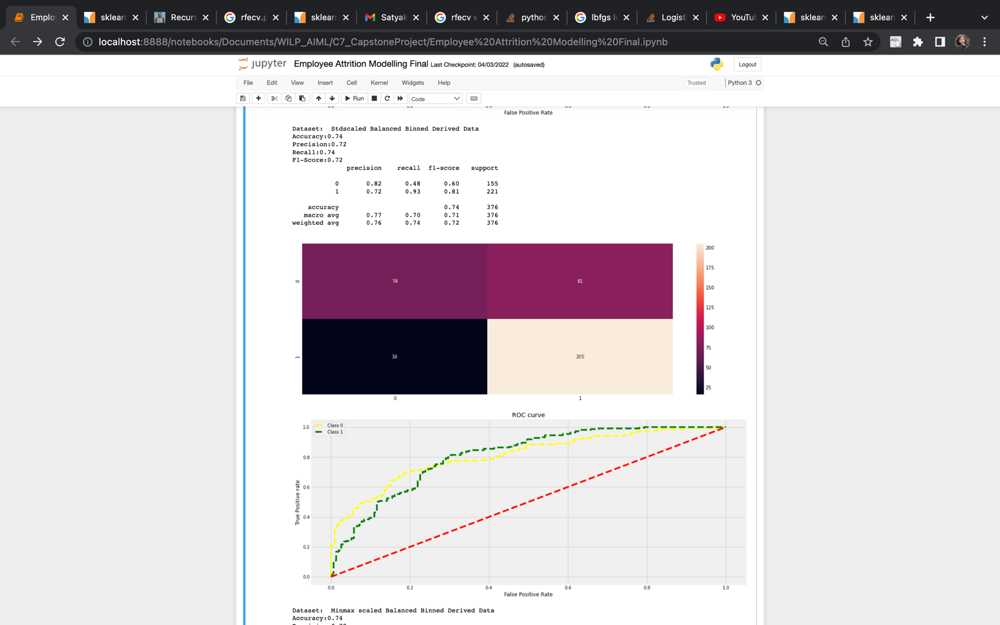 Emplo
sklearn
Recurs
rfecv.p
sklearn
Satyak
rfecv w
python
lbfgs lo
Logisti
YouTub
sklearn
sklearn
localhost:8888/notebooks/Documents/WILP_AIML/C7_CapstoneProject/Employee%20Attrition%20Modelling%20Final.ipynb
jupyter Employee Attrition Modelling Final Last Checkpoint: 04/03/2022 (autosaved) Logout
File Edit View Insert Cell Kernel Widgets Help Trusted Python 3
Run Code
False Positive Rate
Dataset: Stdscaled Balanced Binned Derived Data
Accuracy:0.74
Precision:0.72
Recall:0.74
F1-Score:0.72
precision recall f1-score support
0 0.82 0.48 0.60 155
1 0.72 0.93 0.81 221
accuracy 0.74 376
macro avg 0.77 0.70 0.71 376
weighted avg 0.76 0.74 0.72 376
0 74 81
1 16 205
0 1
200
175
150
125
100
75
50
25
ROC curve
Class 0
Class 1
True Positive rate
1.0
0.8
0.6
0.4
0.2
0.0
0.0 0.2 0.4 0.6 0.8 1.0
False Positive Rate
Dataset: Minmax scaled Balanced Binned Derived Data
Accuracy:0.74